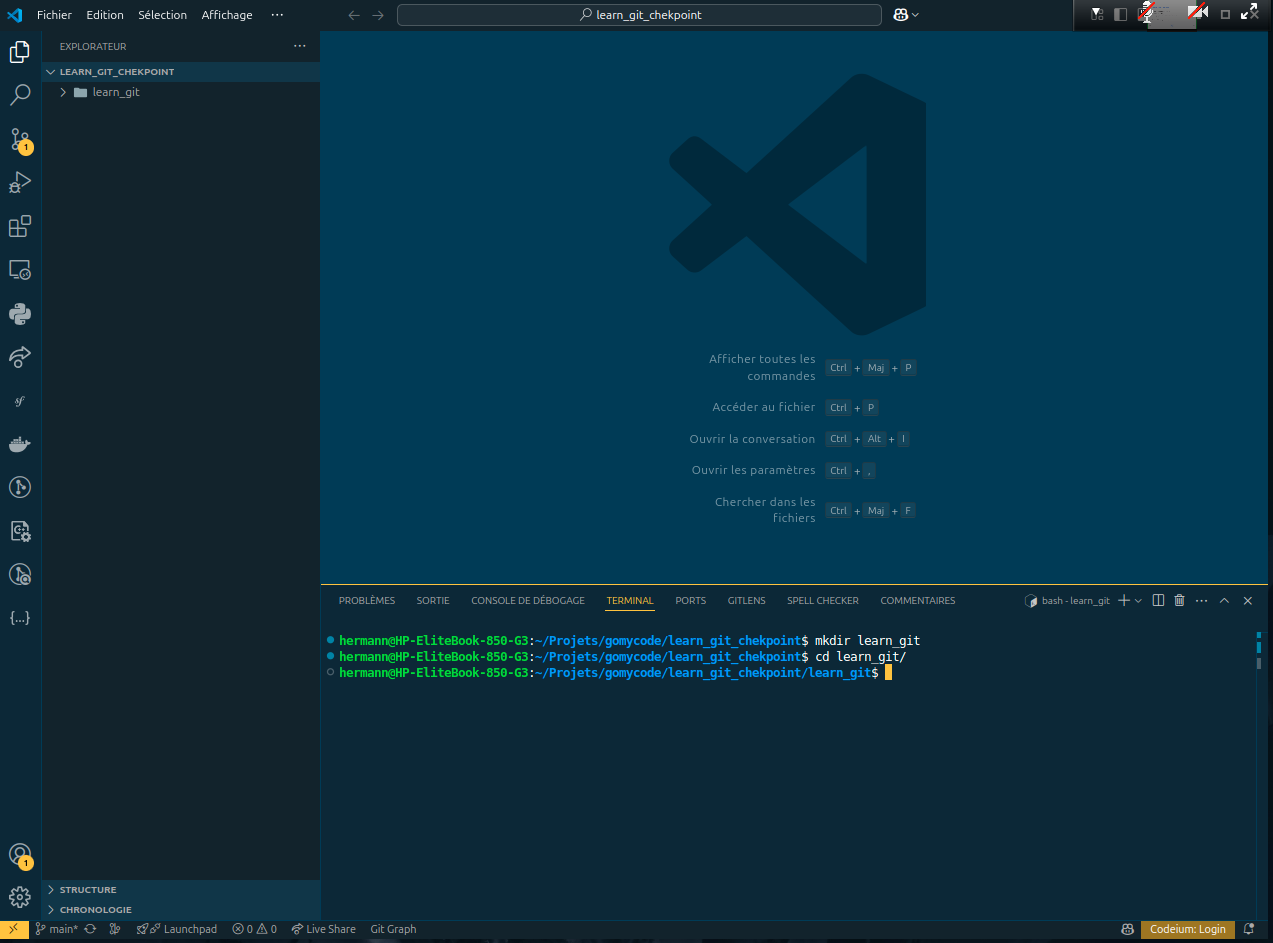 Fichier Edition Sélection Affichage ··· learn_git_chekpoint
EXPLORATEUR
LEARN_GIT_CHEKPOINT
learn_git
1
Afficher toutes les
commandes
Ctrl + Maj + P
Accéder au fichier Ctrl + P
Ouvrir la conversation Ctrl + Alt + I
Ouvrir les paramètres Ctrl + ,
Chercher dans les
fichiers
Ctrl + Maj + F
PROBLÈMES SORTIE CONSOLE DE DÉBOGAGE TERMINAL PORTS GITLENS SPELL CHECKER COMMENTAIRES bash - learn_git
hermann@HP-EliteBook-850-G3:~/Projets/gomycode/learn_git_chekpoint$ mkdir learn_git
hermann@HP-EliteBook-850-G3:~/Projets/gomycode/learn_git_chekpoint$ cd learn_git/
hermann@HP-EliteBook-850-G3:~/Projets/gomycode/learn_git_chekpoint/learn_git$
1
STRUCTURE
CHRONOLOGIE
main* Launchpad 0 0 Live Share Git Graph Codeium: Login